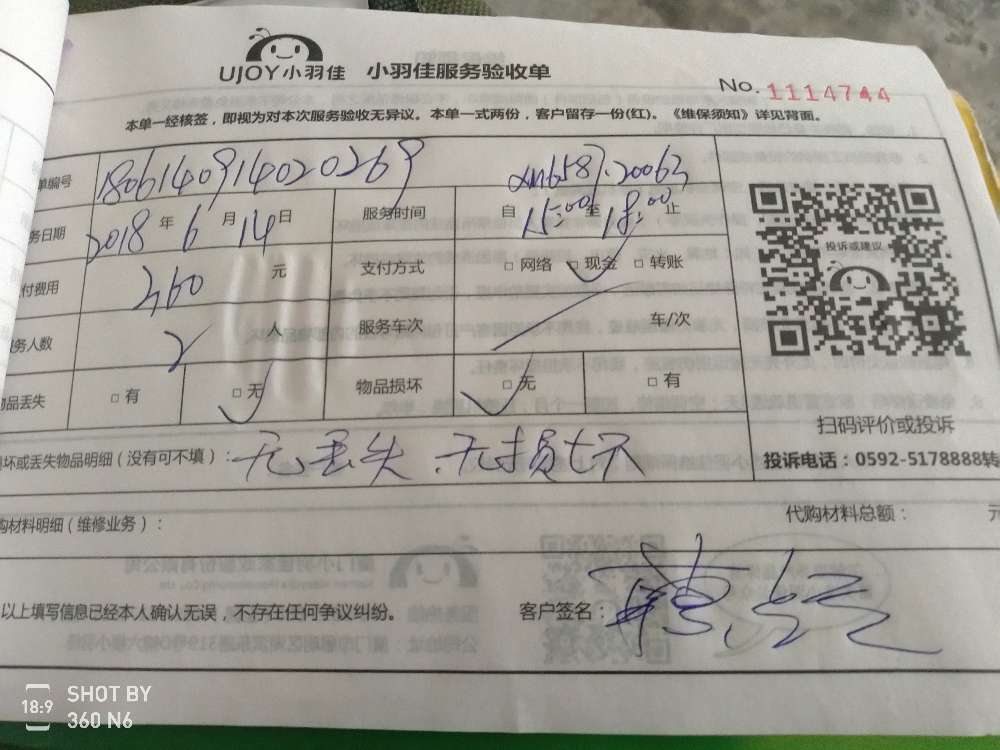 UJOY小羽佳 小羽佳服务验收单
No. 1114744
本单一经核签，即视为对本次服务验收无异议。本单一式两份，客户留存一份(红)。《维保须知》详见背面。
单编号 1806140914020269
务日期 2018 年 6 月 14 日 服务时间 自 15:00 至 18:00 止
付费用 360 元 支付方式 □ 网络 □ 现金 □ 转账
务人数 2 人 服务车次 车/次
物品丢失 □ 有 □ 无 物品损坏 □ 无 □ 有
投诉或建议
扫码评价或投诉
投诉电话：0592-5178888转
坏或丢失物品明细（没有可不填）：无丢失、无损坏
购材料明细（维修业务）： 代购材料总额： 元
以上填写信息已经本人确认无误，不存在任何争议纠纷。 客户签名：
18:9 SHOT BY
360 N6